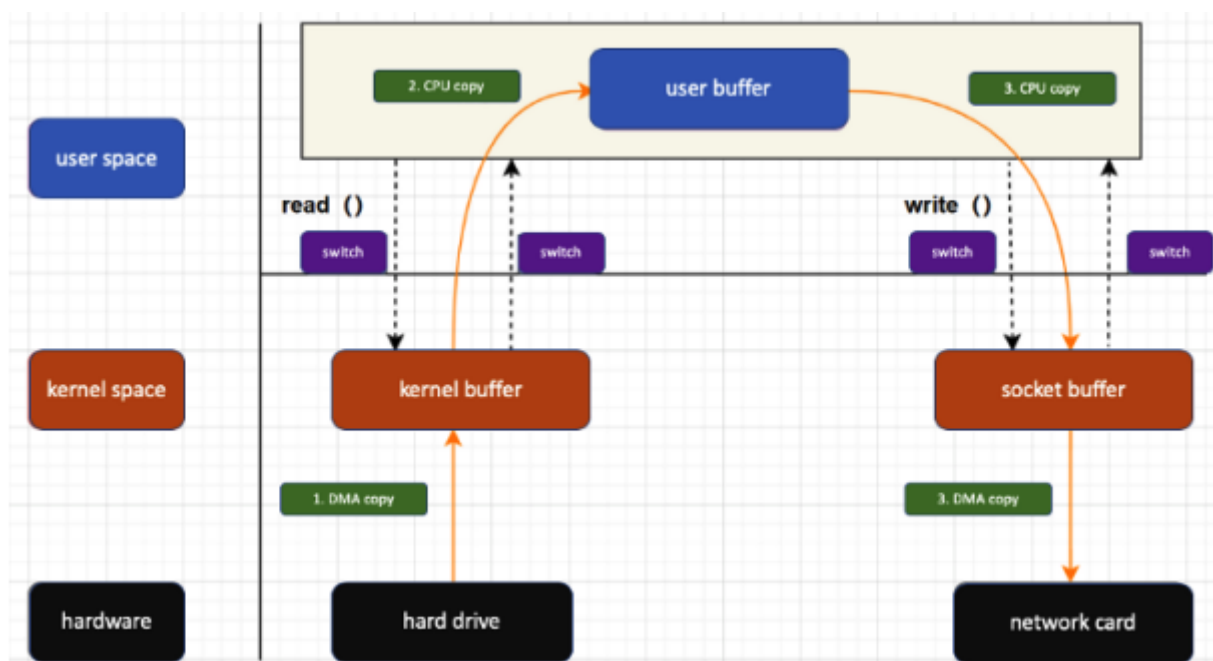 2. CPU copy
user buffer
3. CPU copy
user space
read ()
write ()
switch
switch
switch
switch
kernel space
kernel buffer
socket buffer
1. DMA copy
3. DMA copy
hardware
hard drive
network card